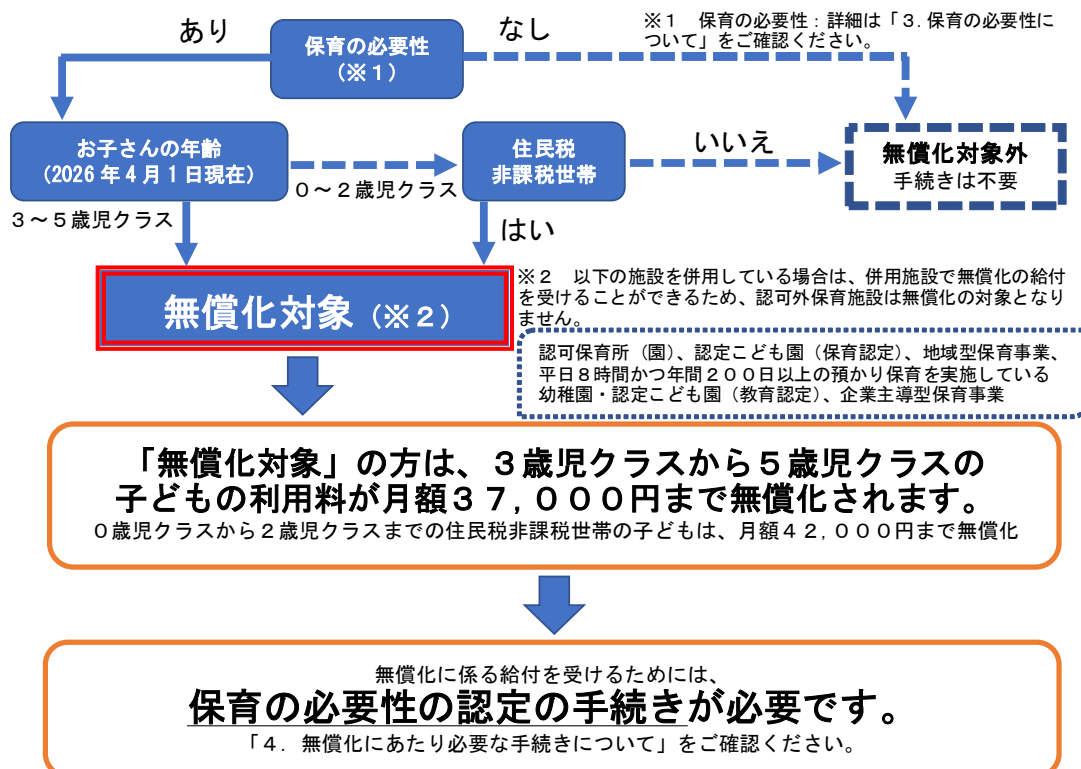 あり
保育の必要性
(※1)
なし
※1 保育の必要性:詳細は「3.保育の必要性に
ついて」をご確認ください。
お子さんの年齢
(2026年4月1日現在)
0~2歳児クラス
住民税
非課税世帯
いいえ
無償化対象外
手続きは不要
3~5歳児クラス
はい
無償化対象(※2)
※2 以下の施設を併用している場合は、併用施設で無償化の給付
を受けることができるため、認可外保育施設は無償化の対象となり
ません。
認可保育所(園)、認定こども園(保育認定)、地域型保育事業、
平日8時間かつ年間200日以上の預かり保育を実施している
幼稚園・認定こども園(教育認定)、企業主導型保育事業
「無償化対象」の方は、3歳児クラスから5歳児クラスの
子どもの利用料が月額37,000円まで無償化されます。
0歳児クラスから2歳児クラスまでの住民税非課税世帯の子どもは、月額42,000円まで無償化
無償化に係る給付を受けるためには、
保育の必要性の認定の手続きが必要です。
「4.無償化にあたり必要な手続きについて」をご確認ください。